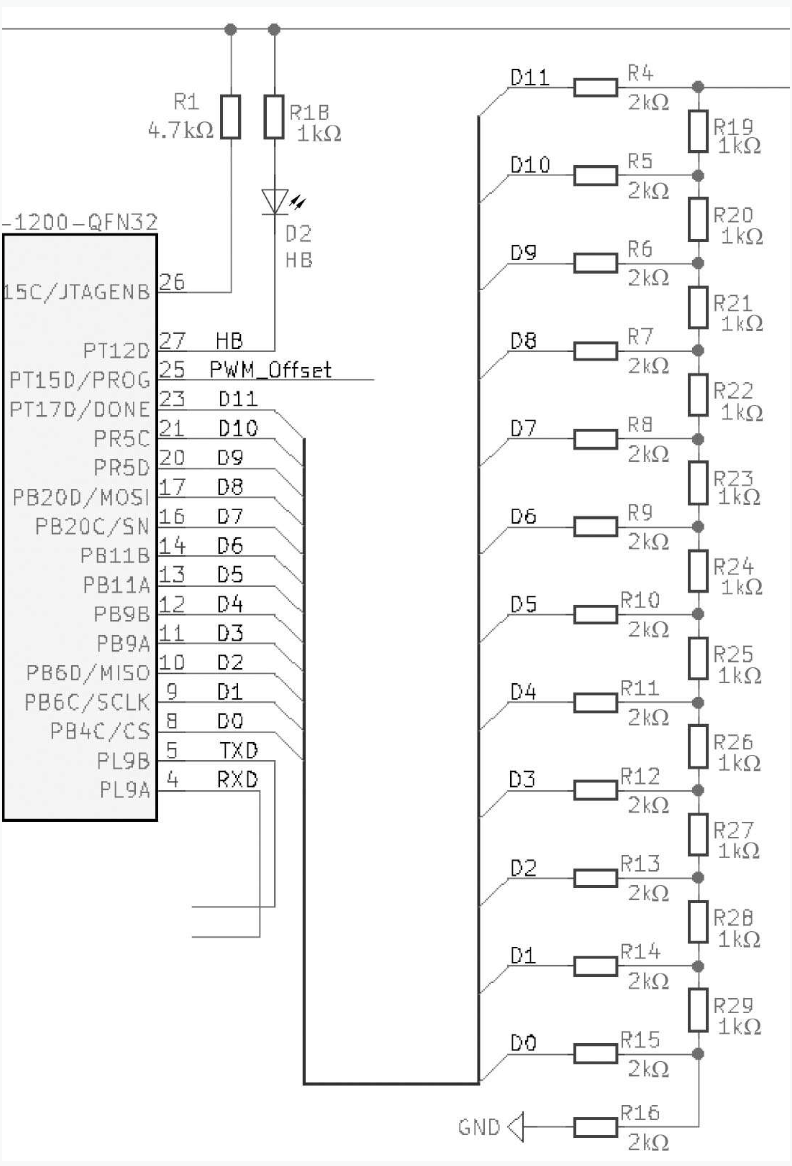 R1
4.7kΩ
R18
1kΩ
D2
HB
-1200-QFN32
15C/JTAGENB 26
PT12D 27 HB
PT15D/PROG 25 PWM_Offset
PT17D/DONE 23 D11
PR5C 21 D10
PR5D 20 D9
PB20D/MOSI 17 D8
PB20C/SN 16 D7
PB11B 14 D6
PB11A 13 D5
PB9B 12 D4
PB9A 11 D3
PB6D/MISO 10 D2
PB6C/SCLK 9 D1
PB4C/CS 8 D0
PL9B 5 TXD
PL9A 4 RXD
D11 R4
2kΩ
R19
1kΩ
D10 R5
2kΩ
R20
1kΩ
D9 R6
2kΩ
R21
1kΩ
D8 R7
2kΩ
R22
1kΩ
D7 R8
2kΩ
R23
1kΩ
D6 R9
2kΩ
R24
1kΩ
D5 R10
2kΩ
R25
1kΩ
D4 R11
2kΩ
R26
1kΩ
D3 R12
2kΩ
R27
1kΩ
D2 R13
2kΩ
R28
1kΩ
D1 R14
2kΩ
R29
1kΩ
D0 R15
2kΩ
GND R16
2kΩ